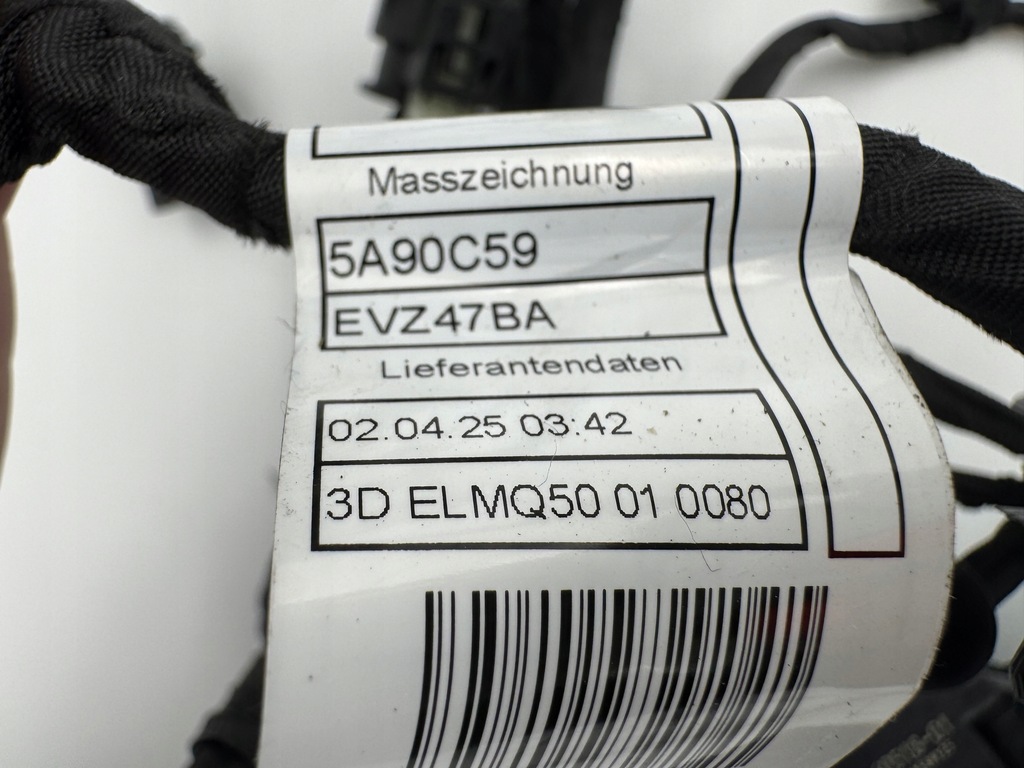 Masszeichnung
5A90C59
EVZ47BA
Lieferantendaten
02.04.25 03:42
3D ELMQ50 01 0080